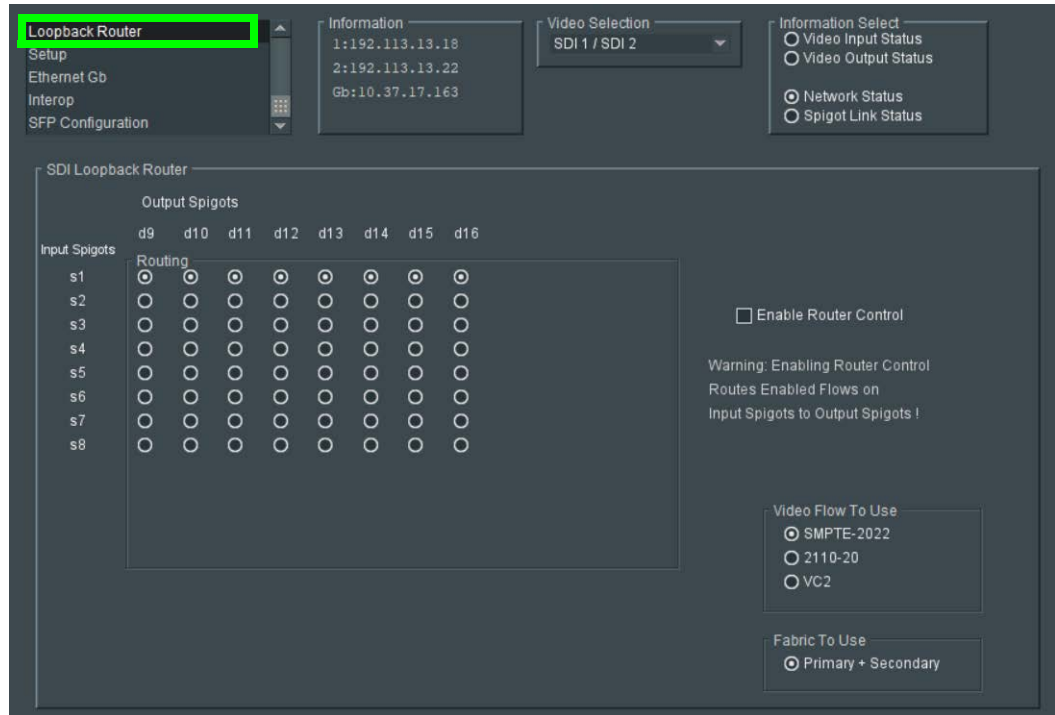 Loopback Router
Setup
Ethernet Gb
Interop
SFP Configuration
Information
1:192.113.13.18
2:192.113.13.22
Gb:10.37.17.163
Video Selection
SDI 1 / SDI 2
Information Select
Video Input Status
Video Output Status
Network Status
Spigot Link Status
SDI Loopback Router
Output Spigots
d9 d10 d11 d12 d13 d14 d15 d16
Input Spigots
Routing
s1
s2
s3
s4
s5
s6
s7
s8
Enable Router Control
Warning: Enabling Router Control
Routes Enabled Flows on
Input Spigots to Output Spigots !
Video Flow To Use
SMPTE-2022
2110-20
VC2
Fabric To Use
Primary + Secondary